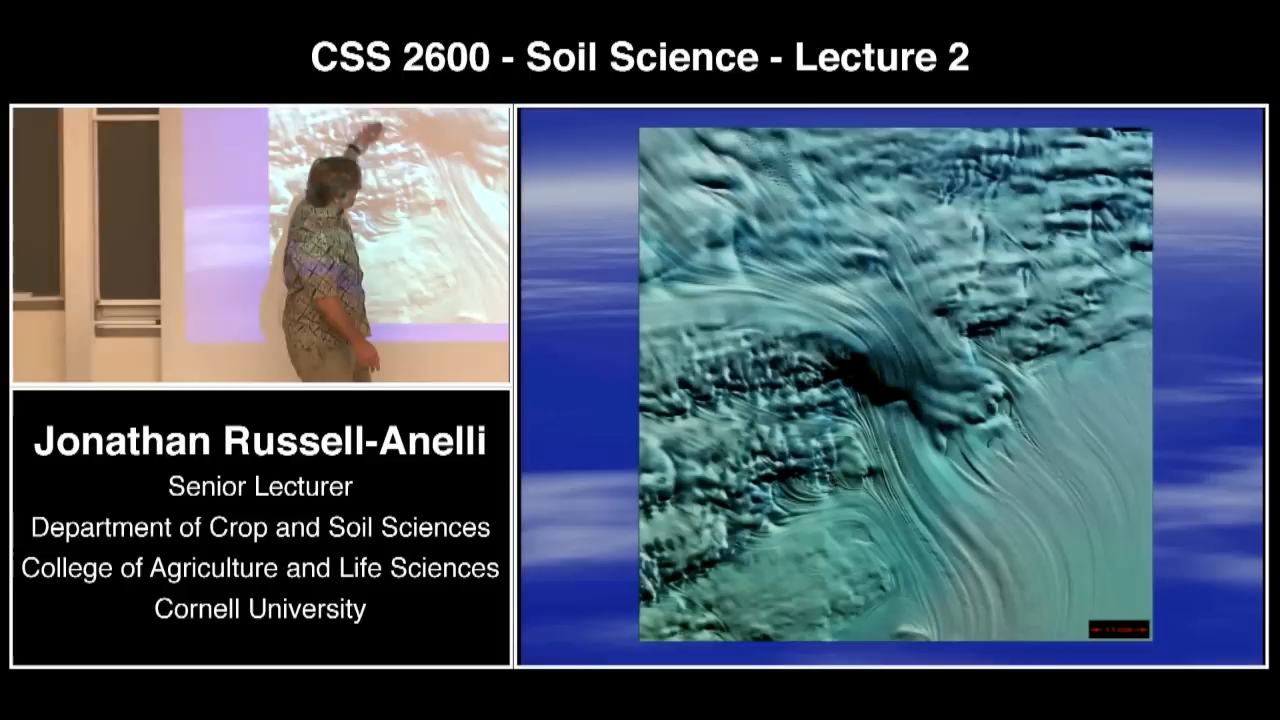 CSS 2600 - Soil Science - Lecture 2
Jonathan Russell-Anelli
Senior Lecturer
Department of Crop and Soil Sciences
College of Agriculture and Life Sciences
Cornell University